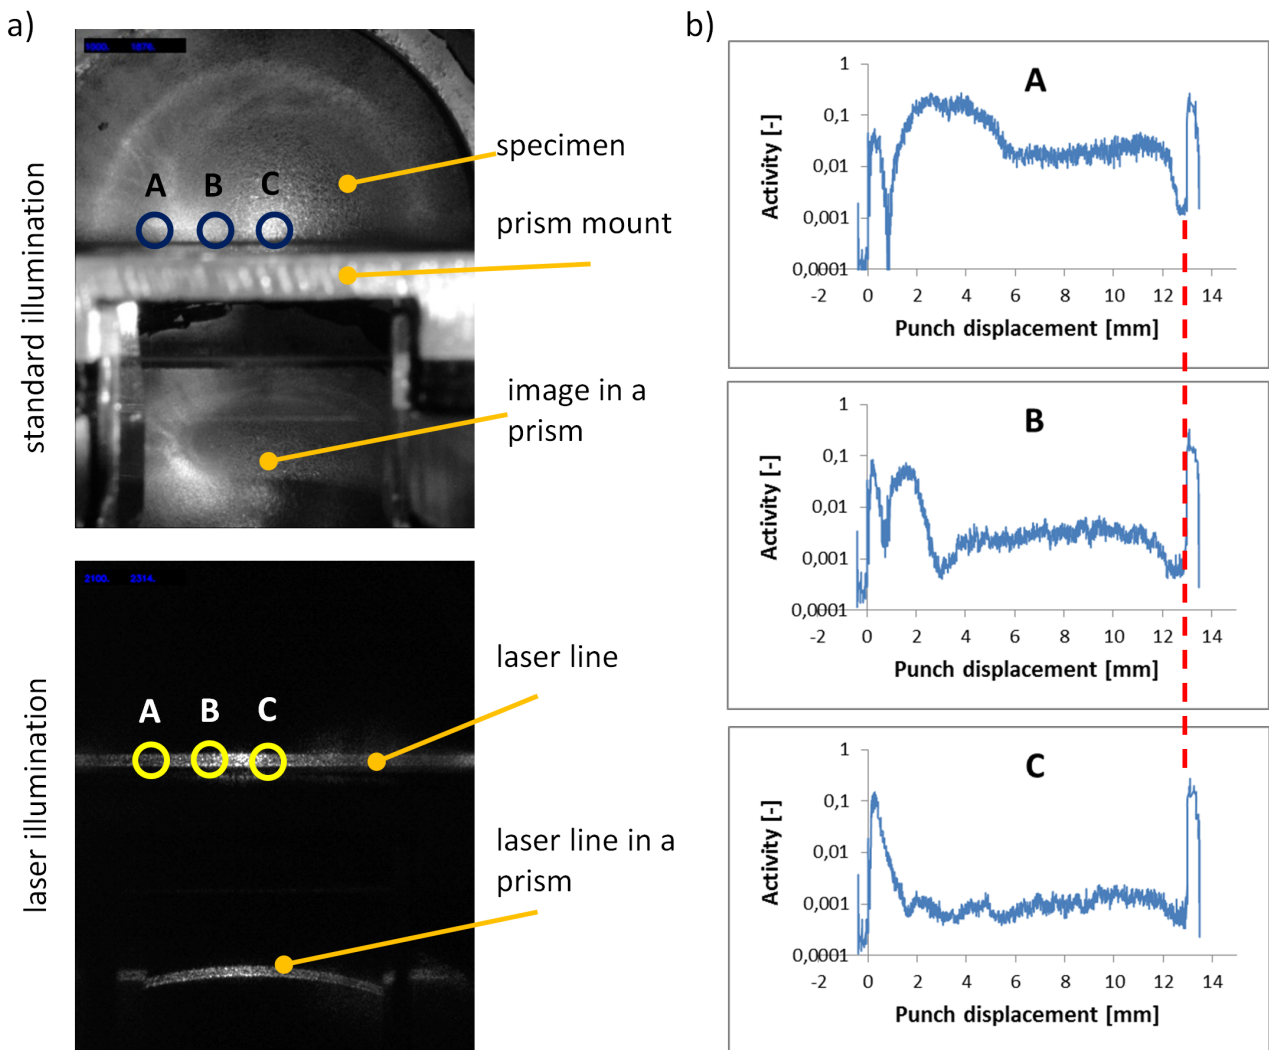 a)
standard illumination
1000. 1876.
A B C
specimen
prism mount
image in a
prism
laser illumination
2100. 2314.
A B C
laser line
laser line in a
prism
b)
A
Activity [-]
1
0,1
0,01
0,001
0,0001
-2 0 2 4 6 8 10 12 14
Punch displacement [mm]
B
Activity [-]
1
0,1
0,01
0,001
0,0001
-2 0 2 4 6 8 10 12 14
Punch displacement [mm]
C
Activity [-]
1
0,1
0,01
0,001
0,0001
-2 0 2 4 6 8 10 12 14
Punch displacement [mm]